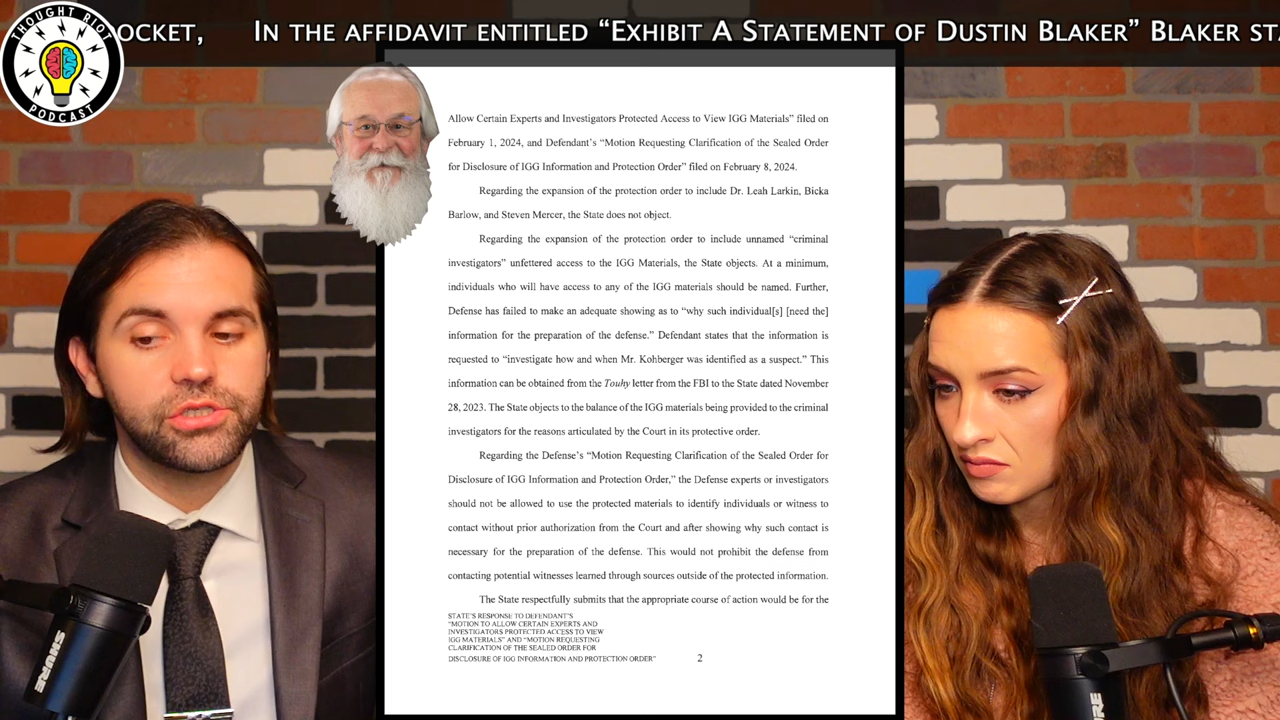 OCKET, IN THE AFFIDAVIT ENTITLED “EXHIBIT A STATEMENT OF DUSTIN BLAKER” BLAKER STA
THOUGHT RIOT
PODCAST
Allow Certain Experts and Investigators Protected Access to View IGG Materials” filed on
February 1, 2024, and Defendant’s “Motion Requesting Clarification of the Sealed Order
for Disclosure of IGG Information and Protection Order” filed on February 8, 2024.
Regarding the expansion of the protection order to include Dr. Leah Larkin, Bicka
Barlow, and Steven Mercer, the State does not object.
Regarding the expansion of the protection order to include unnamed “criminal
investigators” unfettered access to the IGG Materials, the State objects. At a minimum,
individuals who will have access to any of the IGG materials should be named. Further,
Defense has failed to make an adequate showing as to “why such individual[s] [need the]
information for the preparation of the defense.” Defendant states that the information is
requested to “investigate how and when Mr. Kohberger was identified as a suspect.” This
information can be obtained from the Touhy letter from the FBI to the State dated November
28, 2023. The State objects to the balance of the IGG materials being provided to the criminal
investigators for the reasons articulated by the Court in its protective order.
Regarding the Defense’s “Motion Requesting Clarification of the Sealed Order for
Disclosure of IGG Information and Protection Order,” the Defense experts or investigators
should not be allowed to use the protected materials to identify individuals or witness to
contact without prior authorization from the Court and after showing why such contact is
necessary for the preparation of the defense. This would not prohibit the defense from
contacting potential witnesses learned through sources outside of the protected information.
The State respectfully submits that the appropriate course of action would be for the
STATE’S RESPONSE TO DEFENDANT’S
“MOTION TO ALLOW CERTAIN EXPERTS AND
INVESTIGATORS PROTECTED ACCESS TO VIEW
IGG MATERIALS” AND “MOTION REQUESTING
CLARIFICATION OF THE SEALED ORDER FOR
DISCLOSURE OF IGG INFORMATION AND PROTECTION ORDER”
2
SHURE
RE